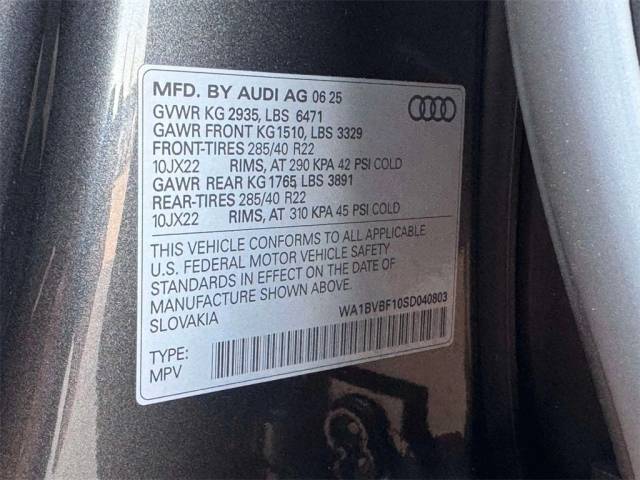 MFD. BY AUDI AG 06 25
GVWR KG 2935, LBS 6471
GAWR FRONT KG1510, LBS 3329
FRONT-TIRES 285/40 R22
10JX22 RIMS, AT 290 KPA 42 PSI COLD
GAWR REAR KG1765, LBS 3891
REAR-TIRES 285/40 R22
10JX22 RIMS, AT 310 KPA 45 PSI COLD
THIS VEHICLE CONFORMS TO ALL APPLICABLE
U.S. FEDERAL MOTOR VEHICLE SAFETY
STANDARDS IN EFFECT ON THE DATE OF
MANUFACTURE SHOWN ABOVE.
SLOVAKIA WA1BVBF10SD040803
TYPE:
MPV